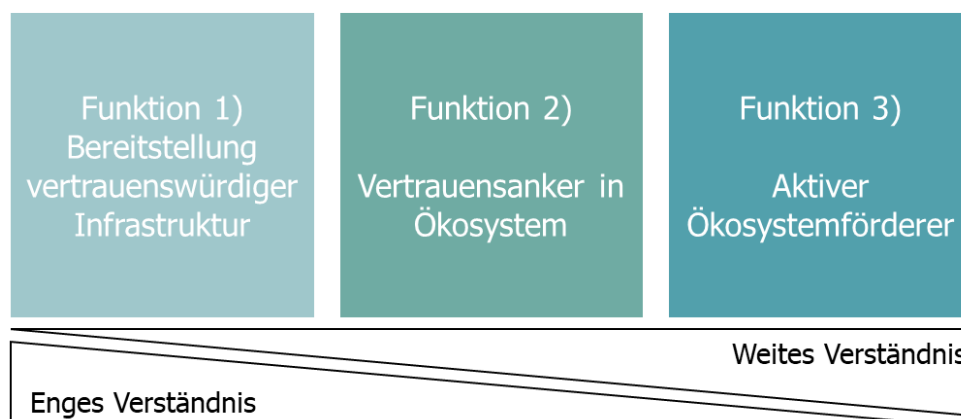 Funktion 1)
Bereitstellung
vertrauenswürdiger
Infrastruktur
Funktion 2)
Vertrauensanker in
Ökosystem
Funktion 3)
Aktiver
Ökosystemförderer
Weites Verständnis
Enges Verständnis